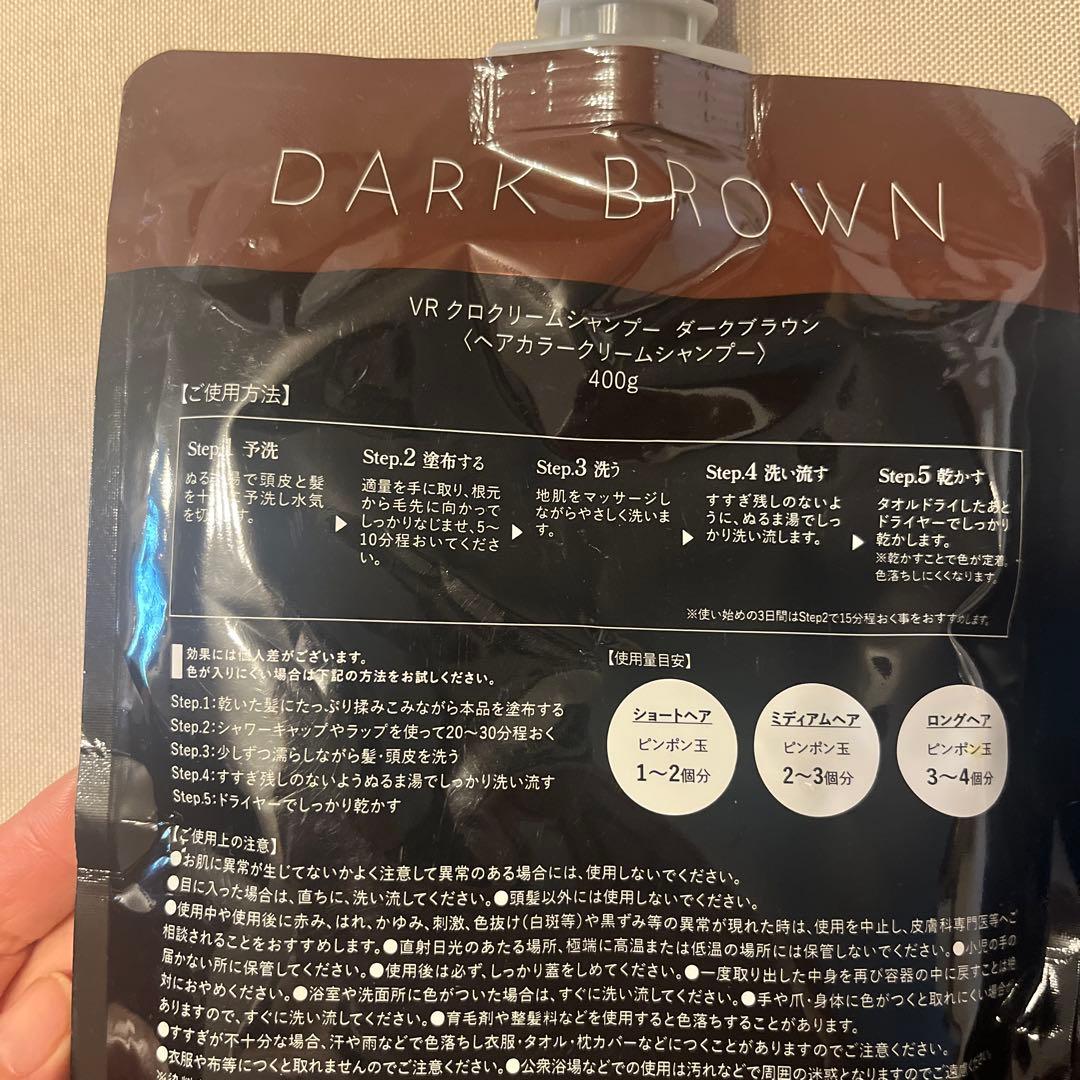 DARK BROWN
VR クロクリームシャンプー ダークブラウン
〈ヘアカラークリームシャンプー〉
400g
【ご使用方法】
Step.1 予洗
ぬるま湯で頭皮と髪
を十分に予洗し水気
を切ります。
Step.2 塗布する
適量を手に取り、根元
から毛先に向かって
しっかりなじませ、5〜
10分程おいてくださ
い。
Step.3 洗う
地肌をマッサージし
ながらやさしく洗いま
す。
Step.4 洗い流す
すすぎ残しのないよ
うに、ぬるま湯でしっ
かり洗い流します。
Step.5 乾かす
タオルドライしたあと
ドライヤーでしっかり
乾かします。
※乾かすことで色が定着、
色落ちしにくくなります。
※使い始めの3日間はStep2で15分程おく事をおすすめします。
効果には個人差がございます。
色が入りにくい場合は下記の方法をお試しください。
Step.1:乾いた髪にたっぷり揉みこみながら本品を塗布する
Step.2:シャワーキャップやラップを使って20〜30分程おく
Step.3:少しずつ濡らしながら髪・頭皮を洗う
Step.4:すすぎ残しのないようぬるま湯でしっかり洗い流す
Step.5:ドライヤーでしっかり乾かす
【使用量目安】
ショートヘア
ピンポン玉
1〜2個分
ミディアムヘア
ピンポン玉
2〜3個分
ロングヘア
ピンポン玉
3〜4個分
【ご使用上の注意】
●お肌に異常が生じてないかよく注意して異常のある場合には、使用しないでください。
●目に入った場合は、直ちに、洗い流してください。●頭髪以外には使用しないでください。
●使用中や使用後に赤み、はれ、かゆみ、刺激、色抜け(白斑等)や黒ずみ等の異常が現れた時は、使用を中止し、皮膚科専門医等へご
相談されることをおすすめします。●直射日光のあたる場所、極端に高温または低温の場所には保管しないでください。●小児の手の
届かない所に保管してください。●使用後は必ず、しっかり蓋をしめてください。●一度取り出した中身を再び容器の中に戻すことは絶
対におやめください。●浴室や洗面所に色がついた場合は、すぐに洗い流してください。●手や爪・身体に色がつくと取れにくい場合が
ありますので、すぐに洗い流してください。●育毛剤や整髪料などを使用すると色落ちすることがあります。
●すすぎが不十分な場合、汗や雨などで色落ちし衣服・タオル・枕カバーなどにつくことがありますのでご注意ください。
●衣服や布等につくと取れませんのでご注意ください。●公衆浴場などでの使用は汚れなどで周囲の迷惑となりますのでご遠慮ください